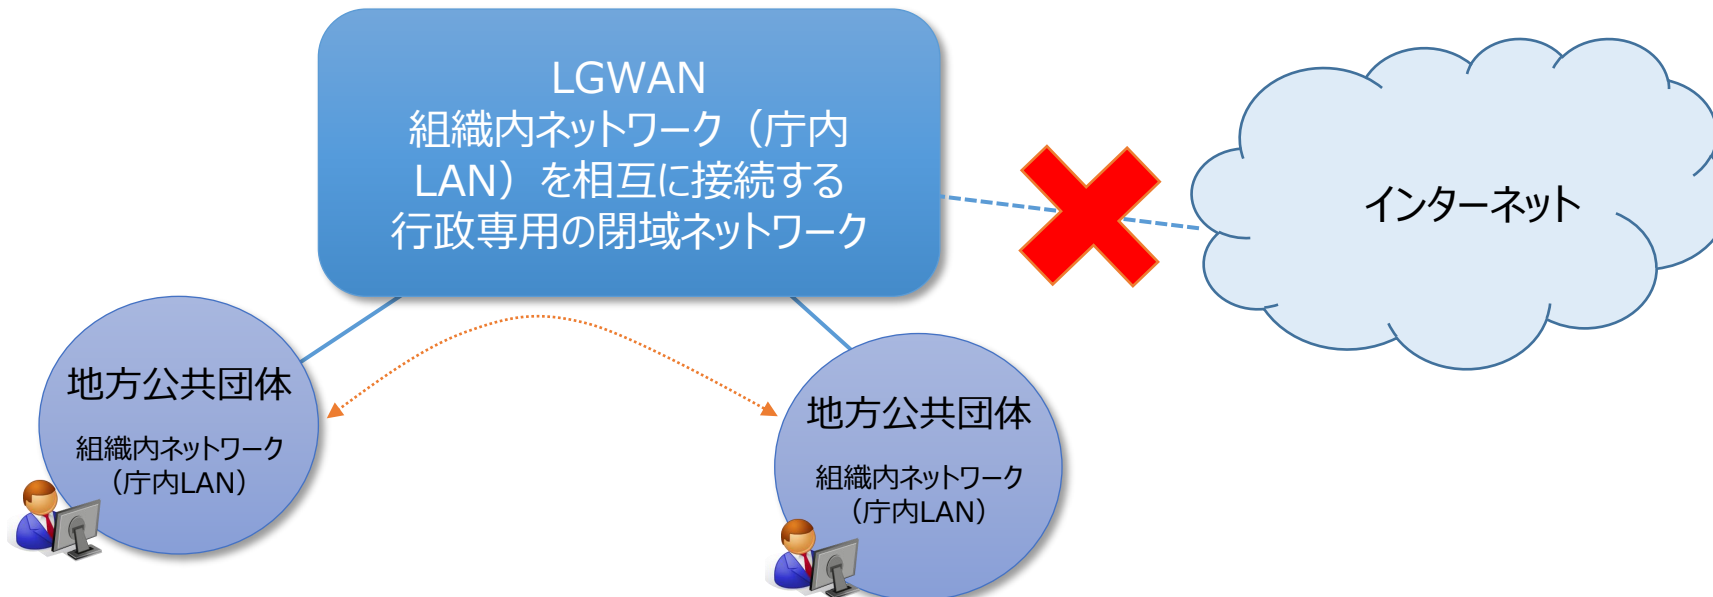 LGWAN
組織内ネットワーク（庁内
LAN）を相互に接続する
行政専用の閉域ネットワーク
インターネット
地方公共団体
組織内ネットワーク
（庁内LAN）
地方公共団体
組織内ネットワーク
（庁内LAN）